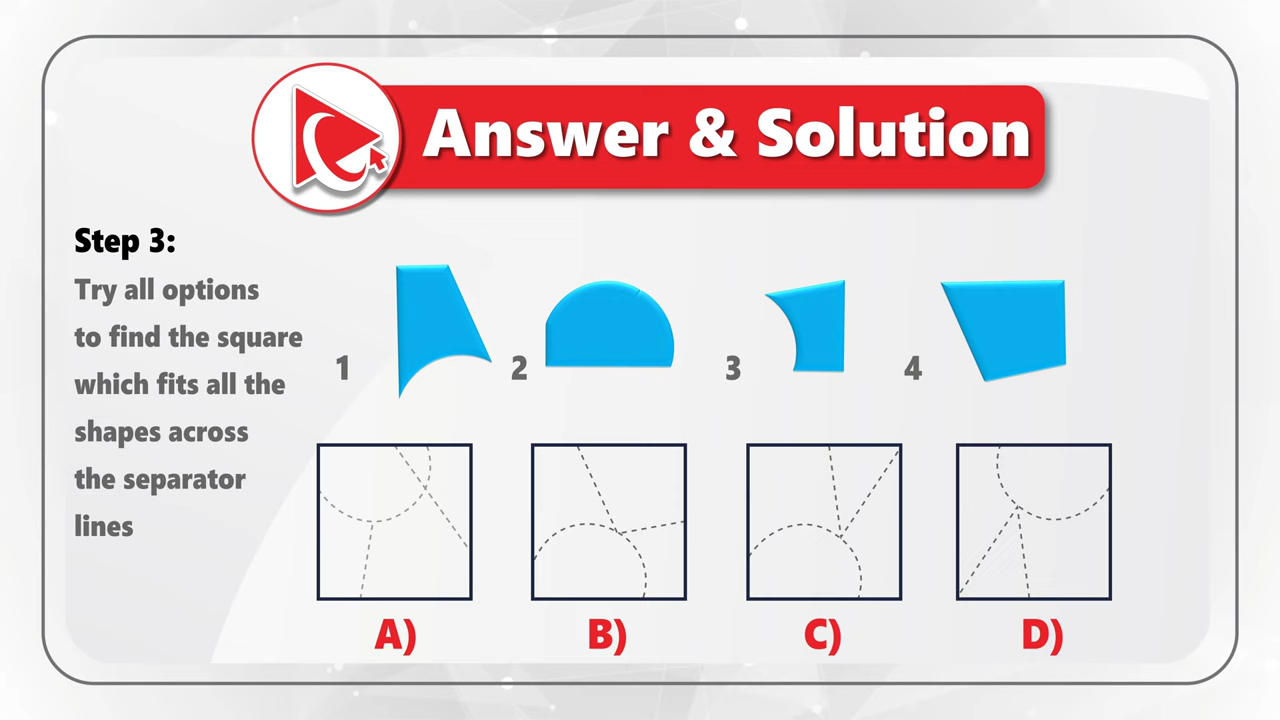 Answer & Solution
Step 3:
Try all options
to find the square
which fits all the
shapes across
the separator
lines
1
2
3
4
A)
B)
C)
D)